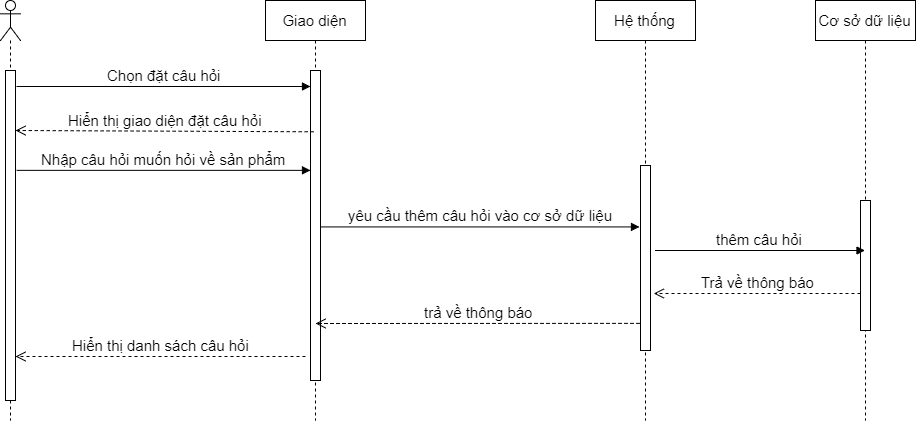 Giao diện
Hệ thống
Cơ sở dữ liệu
Chọn đặt câu hỏi
Hiển thị giao diện đặt câu hỏi
Nhập câu hỏi muốn hỏi về sản phẩm
yêu cầu thêm câu hỏi vào cơ sở dữ liệu
thêm câu hỏi
Trả về thông báo
trả về thông báo
Hiển thị danh sách câu hỏi